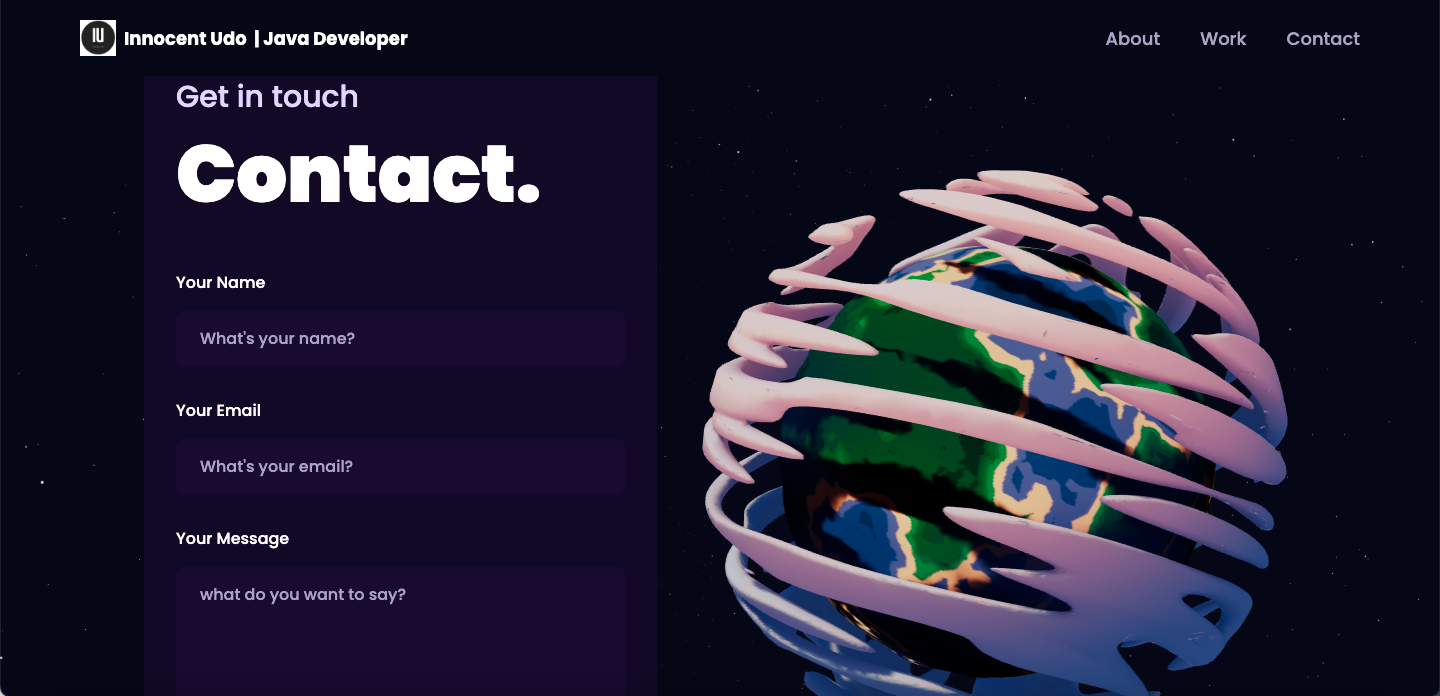 IU
Innocent Udo | Java Developer
About
Work
Contact
Get in touch
Contact.
Your Name
What's your name?
Your Email
What's your email?
Your Message
what do you want to say?